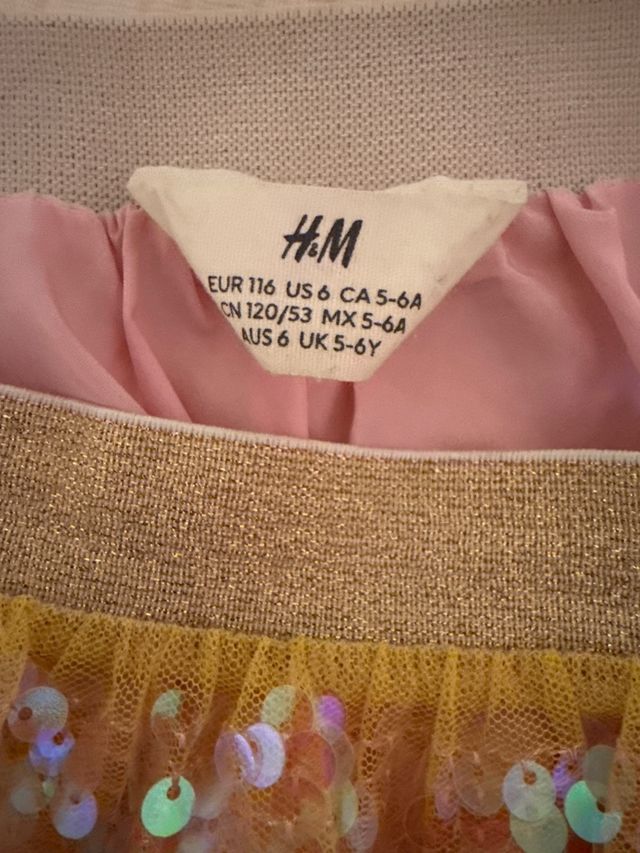 H&M
EUR 116 US 6 CA 5-6A
CN 120/53 MX 5-6A
AUS 6 UK 5-6Y